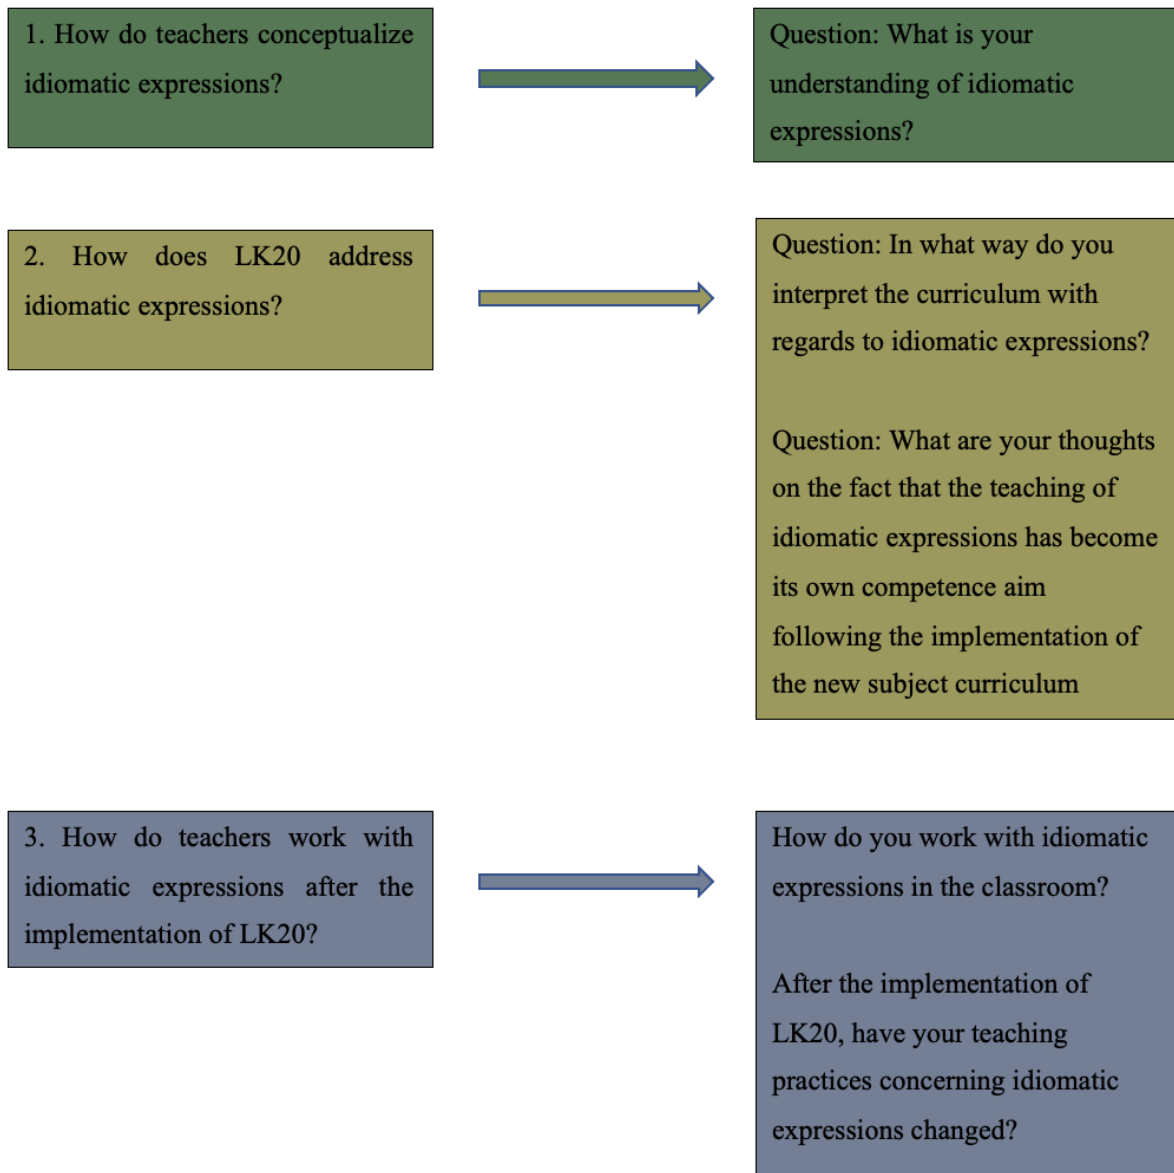 1. How do teachers conceptualize
idiomatic expressions?
Question: What is your
understanding of idiomatic
expressions?
2. How does LK20 address
idiomatic expressions?
Question: In what way do you
interpret the curriculum with
regards to idiomatic expressions?
Question: What are your thoughts
on the fact that the teaching of
idiomatic expressions has become
its own competence aim
following the implementation of
the new subject curriculum
3. How do teachers work with
idiomatic expressions after the
implementation of LK20?
How do you work with idiomatic
expressions in the classroom?
After the implementation of
LK20, have your teaching
practices concerning idiomatic
expressions changed?